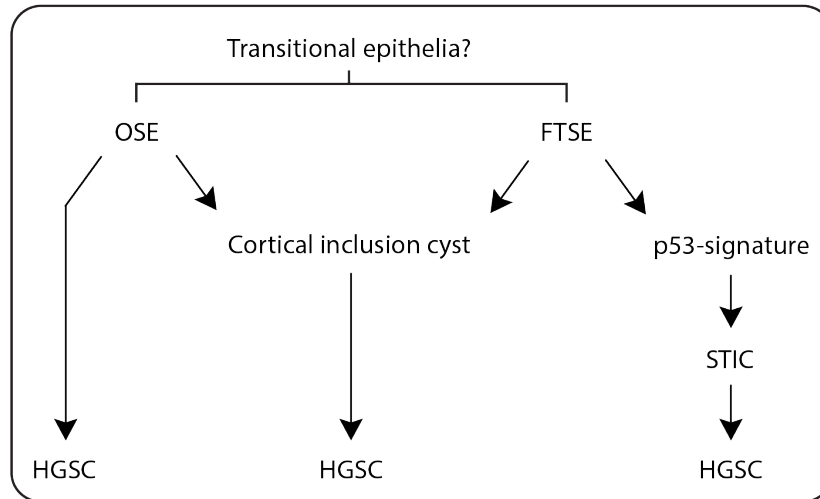 Transitional epithelia?
OSE
FTSE
Cortical inclusion cyst
p53-signature
STIC
HGSC
HGSC
HGSC